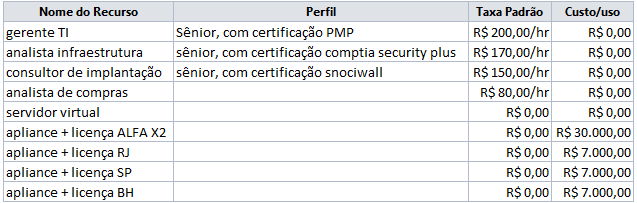 Nome do Recurso Perfil Taxa Padrão Custo/uso
gerente TI Sênior, com certificação PMP R$ 200,00/hr R$ 0,00
analista infraestrutura sênior, com certificação comptia security plus R$ 170,00/hr R$ 0,00
consultor de implantação sênior, com certificação snociwall R$ 150,00/hr R$ 0,00
analista de compras R$ 80,00/hr R$ 0,00
servidor virtual R$ 0,00 R$ 0,00
apliance + licença ALFA X2 R$ 0,00 R$ 30.000,00
apliance + licença RJ R$ 0,00 R$ 7.000,00
apliance + licença SP R$ 0,00 R$ 7.000,00
apliance + licença BH R$ 0,00 R$ 7.000,00